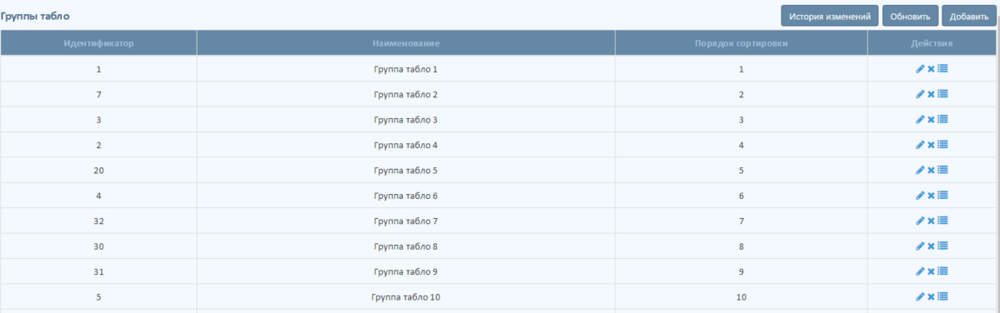 Группы табло История изменений Обновить Добавить
Идентификатор Наименование Порядок сортировки Действия
1 Группа табло 1 1
7 Группа табло 2 2
3 Группа табло 3 3
2 Группа табло 4 4
20 Группа табло 5 5
4 Группа табло 6 6
32 Группа табло 7 7
30 Группа табло 8 8
31 Группа табло 9 9
5 Группа табло 10 10